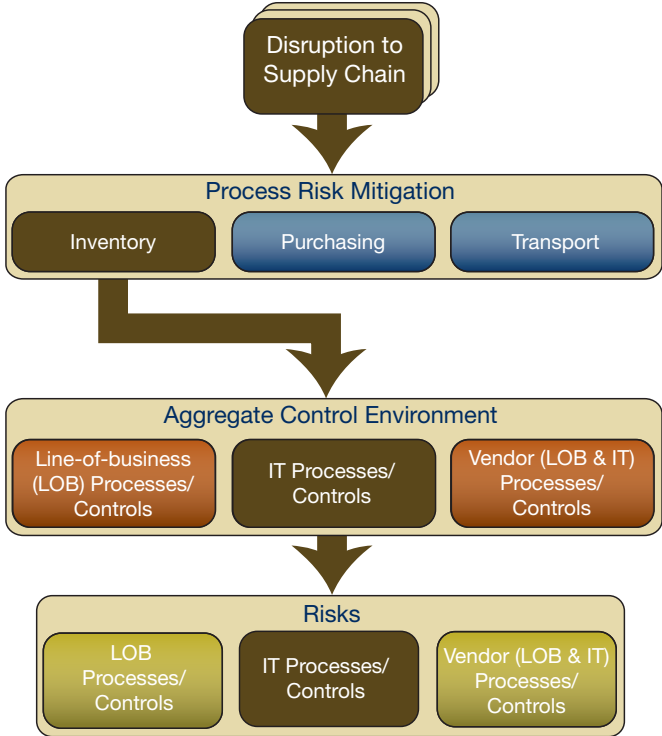 Disruption to
Supply Chain
Process Risk Mitigation
Inventory
Purchasing
Transport
Aggregate Control Environment
Line-of-business
(LOB) Processes/
Controls
IT Processes/
Controls
Vendor (LOB & IT)
Processes/
Controls
Risks
LOB
Processes/
Controls
IT Processes/
Controls
Vendor (LOB & IT)
Processes/
Controls